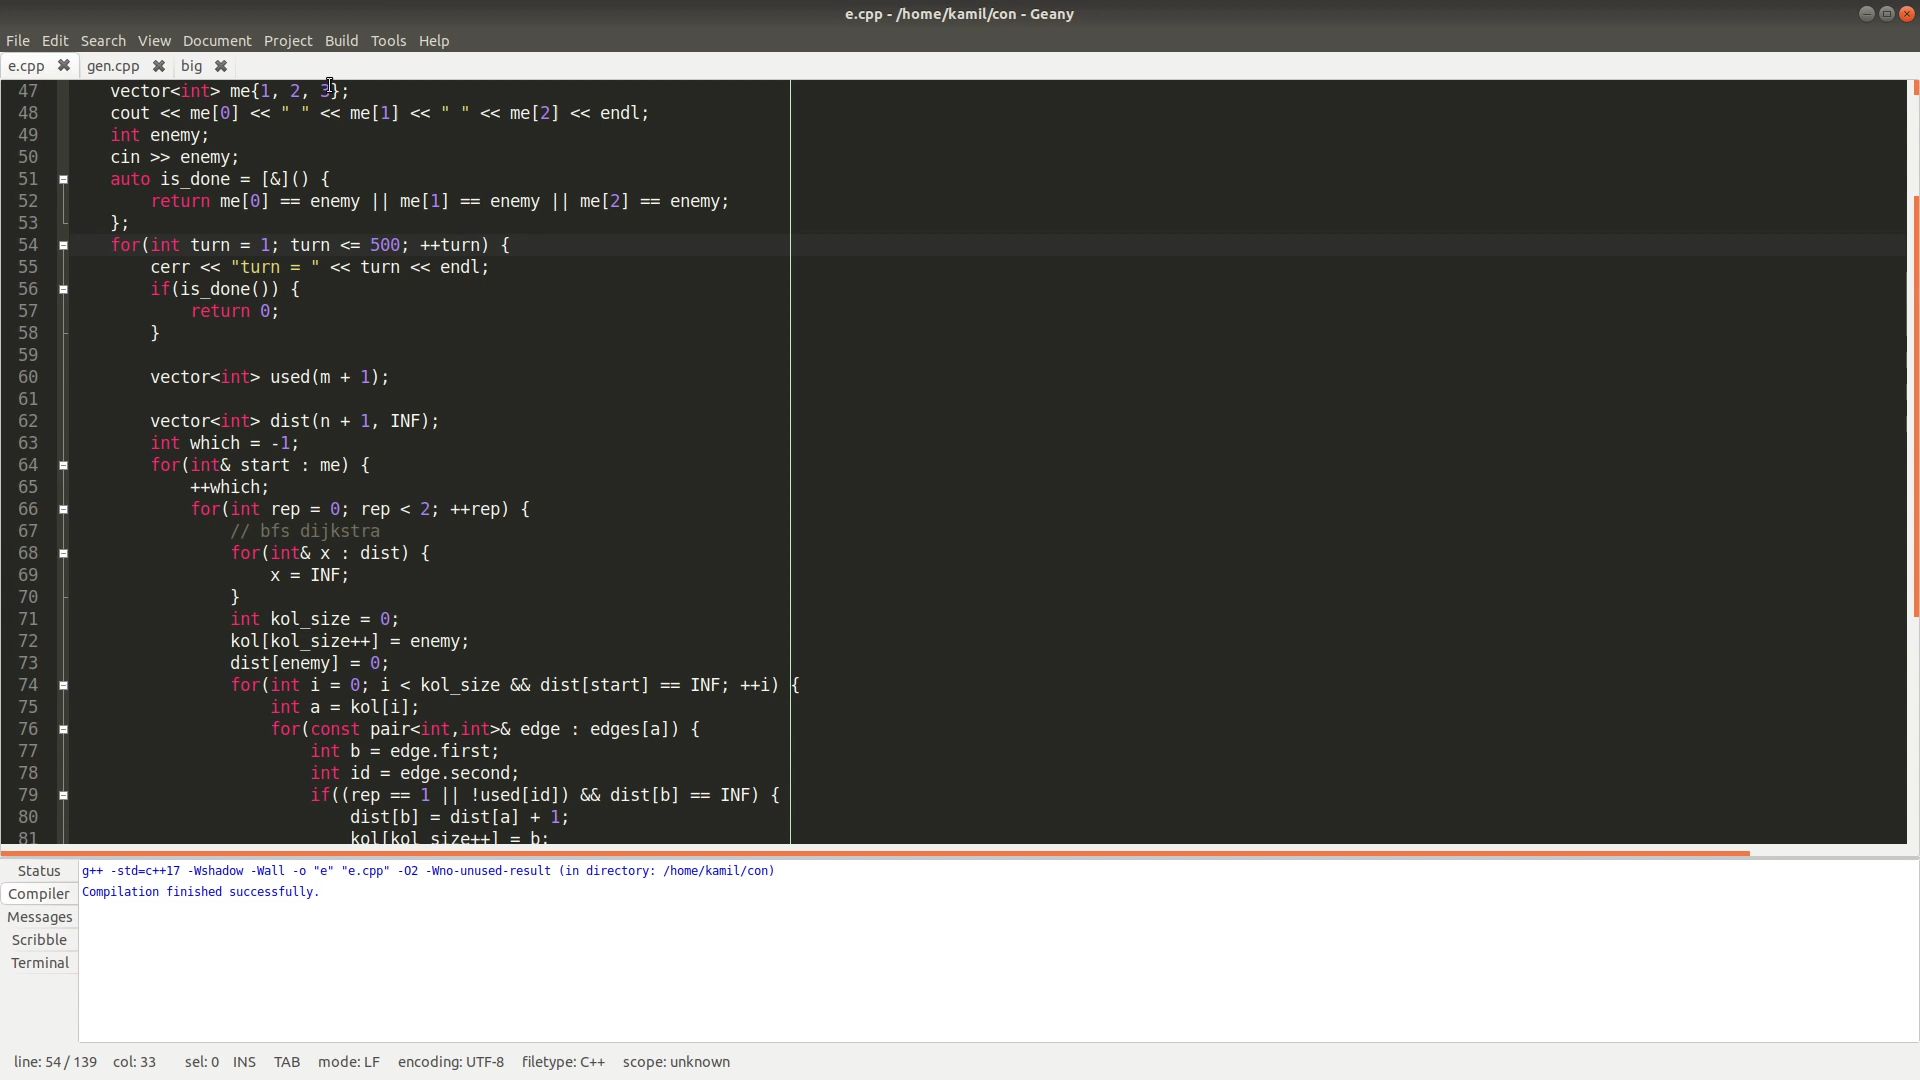 e.cpp - /home/kamil/con - Geany
File Edit Search View Document Project Build Tools Help
e.cpp gen.cpp big
47 vector<int> me{1, 2, 3};
48 cout << me[0] << " " << me[1] << " " << me[2] << endl;
49 int enemy;
50 cin >> enemy;
51 auto is_done = [&]() {
52 return me[0] == enemy || me[1] == enemy || me[2] == enemy;
53 };
54 for(int turn = 1; turn <= 500; ++turn) {
55 cerr << "turn = " << turn << endl;
56 if(is_done()) {
57 return 0;
58 }
59
60 vector<int> used(m + 1);
61
62 vector<int> dist(n + 1, INF);
63 int which = -1;
64 for(int& start : me) {
65 ++which;
66 for(int rep = 0; rep < 2; ++rep) {
67 // bfs dijkstra
68 for(int& x : dist) {
69 x = INF;
70 }
71 int kol_size = 0;
72 kol[kol_size++] = enemy;
73 dist[enemy] = 0;
74 for(int i = 0; i < kol_size && dist[start] == INF; ++i) {
75 int a = kol[i];
76 for(const pair<int,int>& edge : edges[a]) {
77 int b = edge.first;
78 int id = edge.second;
79 if((rep == 1 || !used[id]) && dist[b] == INF) {
80 dist[b] = dist[a] + 1;
81 kol[kol_size++] = b;
Status
Compiler
Messages
Scribble
Terminal
g++ -std=c++17 -Wshadow -Wall -o "e" "e.cpp" -O2 -Wno-unused-result (in directory: /home/kamil/con)
Compilation finished successfully.
line: 54 / 139 col: 33 sel: 0 INS TAB mode: LF encoding: UTF-8 filetype: C++ scope: unknown